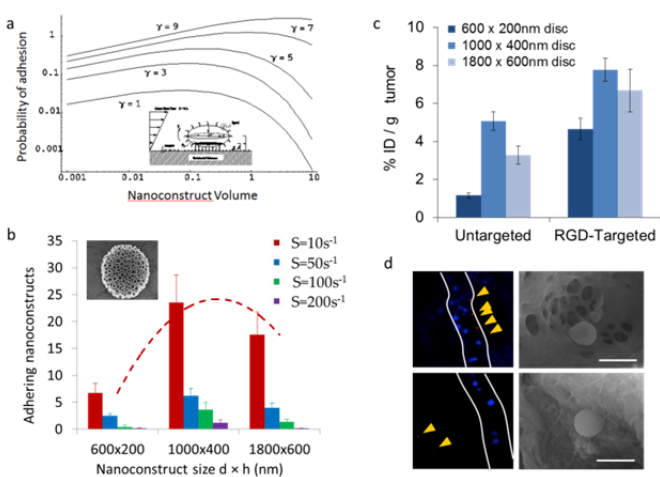 a
Probability of adhesion
1
0.1
0.01
0.001
γ = 9
γ = 7
γ = 5
γ = 3
γ = 1
0.001
0.01
0.1
1
10
Nanoconstruct Volume
b
Adhering nanoconstructs
35
30
25
20
15
10
5
0
S=10s⁻¹
S=50s⁻¹
S=100s⁻¹
S=200s⁻¹
600x200
1000x400
1800x600
Nanoconstruct size d × h (nm)
c
% ID / g tumor
10
8
6
4
2
0
600 x 200nm disc
1000 x 400nm disc
1800 x 600nm disc
Untargeted
RGD-Targeted
d